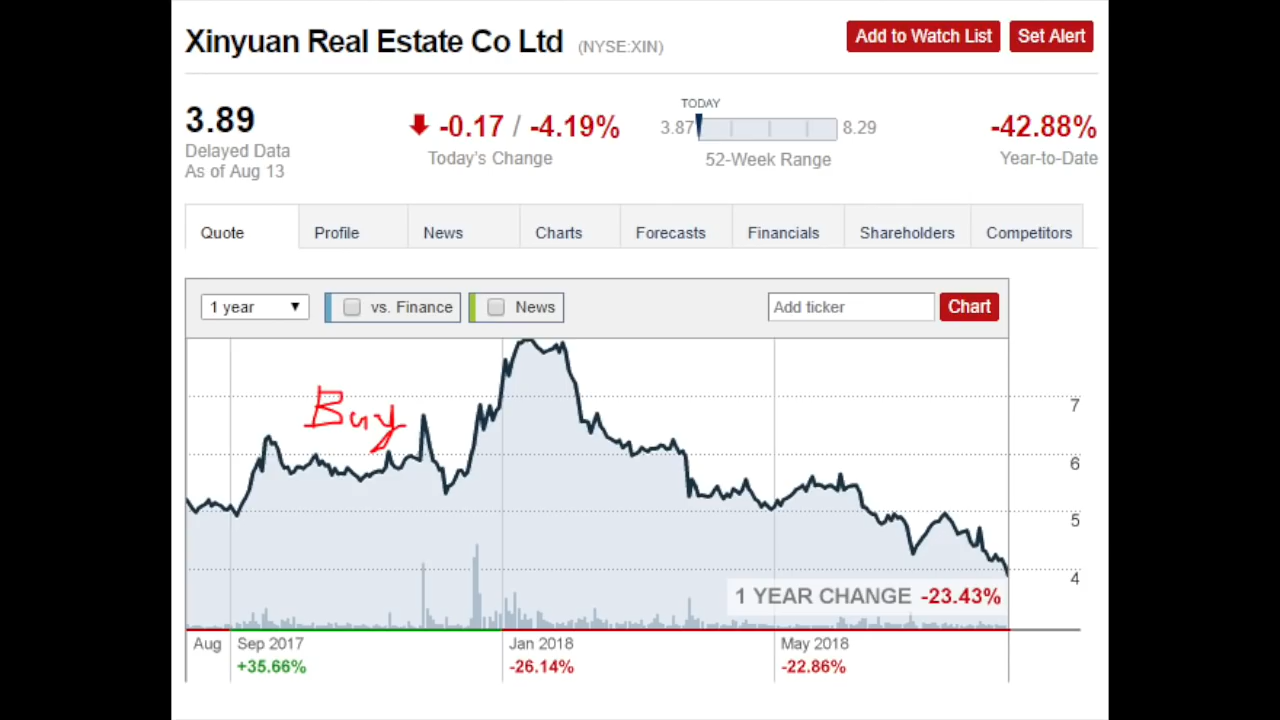 Xinyuan Real Estate Co Ltd (NYSE:XIN) Add to Watch List Set Alert
TODAY
3.89 -0.17 / -4.19% 3.87 8.29 -42.88%
Delayed Data Today's Change 52-Week Range Year-to-Date
As of Aug 13
Quote Profile News Charts Forecasts Financials Shareholders Competitors
1 year ▼ vs. Finance News Add ticker Chart
7
Buy
6
5
4
1 YEAR CHANGE -23.43%
Aug Sep 2017 Jan 2018 May 2018
+35.66% -26.14% -22.86%